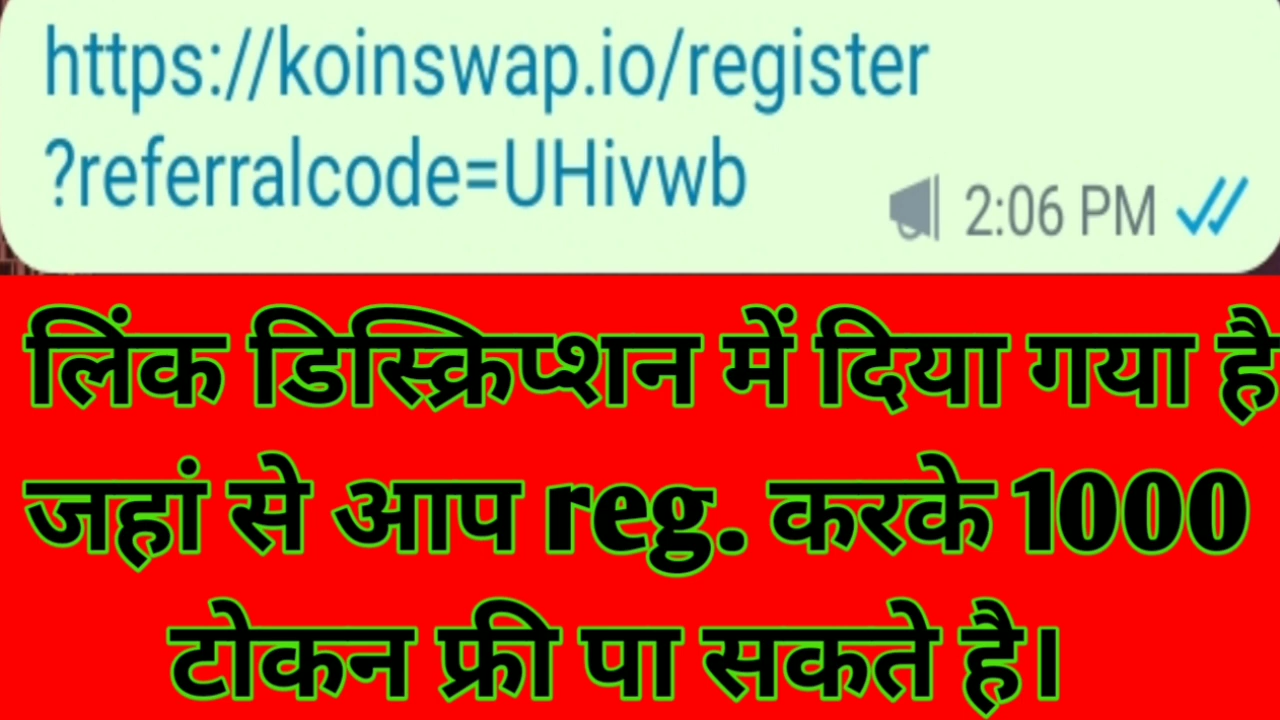 https://koinswap.io/register
?referralcode=UHivwb
2:06 PM
लिंक डिस्क्रिप्शन में दिया गया है
जहां से आप reg. करके 1000
टोकन फ्री पा सकते है।